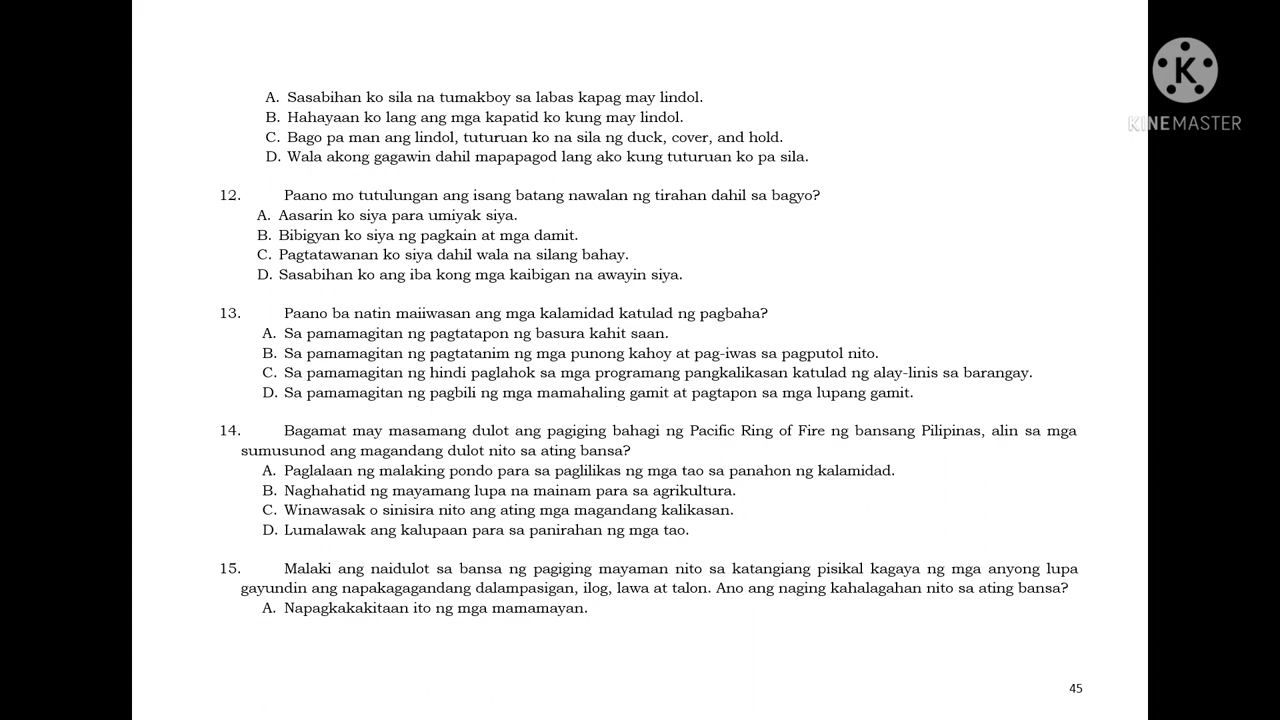 A. Sasabihan ko sila na tumakboy sa labas kapag may lindol.
B. Hahayaan ko lang ang mga kapatid ko kung may lindol.
C. Bago pa man ang lindol, tuturuan ko na sila ng duck, cover, and hold.
D. Wala akong gagawin dahil mapapagod lang ako kung tuturuan ko pa sila.
12. Paano mo tutulungan ang isang batang nawalan ng tirahan dahil sa bagyo?
A. Aasarin ko siya para umiyak siya.
B. Bibigyan ko siya ng pagkain at mga damit.
C. Pagtatawanan ko siya dahil wala na silang bahay.
D. Sasabihan ko ang iba kong mga kaibigan na awayin siya.
13. Paano ba natin maiiwasan ang mga kalamidad katulad ng pagbaha?
A. Sa pamamagitan ng pagtatapon ng basura kahit saan.
B. Sa pamamagitan ng pagtatanim ng mga punong kahoy at pag-iwas sa pagputol nito.
C. Sa pamamagitan ng hindi paglahok sa mga programang pangkalikasan katulad ng alay-linis sa barangay.
D. Sa pamamagitan ng pagbili ng mga mamahaling gamit at pagtapon sa mga lupang gamit.
14. Bagamat may masamang dulot ang pagiging bahagi ng Pacific Ring of Fire ng bansang Pilipinas, alin sa mga
sumusunod ang magandang dulot nito sa ating bansa?
A. Paglalaan ng malaking pondo para sa paglilikas ng mga tao sa panahon ng kalamidad.
B. Naghahatid ng mayamang lupa na mainam para sa agrikultura.
C. Winawasak o sinisira nito ang ating mga magandang kalikasan.
D. Lumalawak ang kalupaan para sa panirahan ng mga tao.
15. Malaki ang naidulot sa bansa ng pagiging mayaman nito sa katangiang pisikal kagaya ng mga anyong lupa
gayundin ang napakagagandang dalampasigan, ilog, lawa at talon. Ano ang naging kahalagahan nito sa ating bansa?
A. Napagkakakitaan ito ng mga mamamayan.
45
K
KINEMASTER